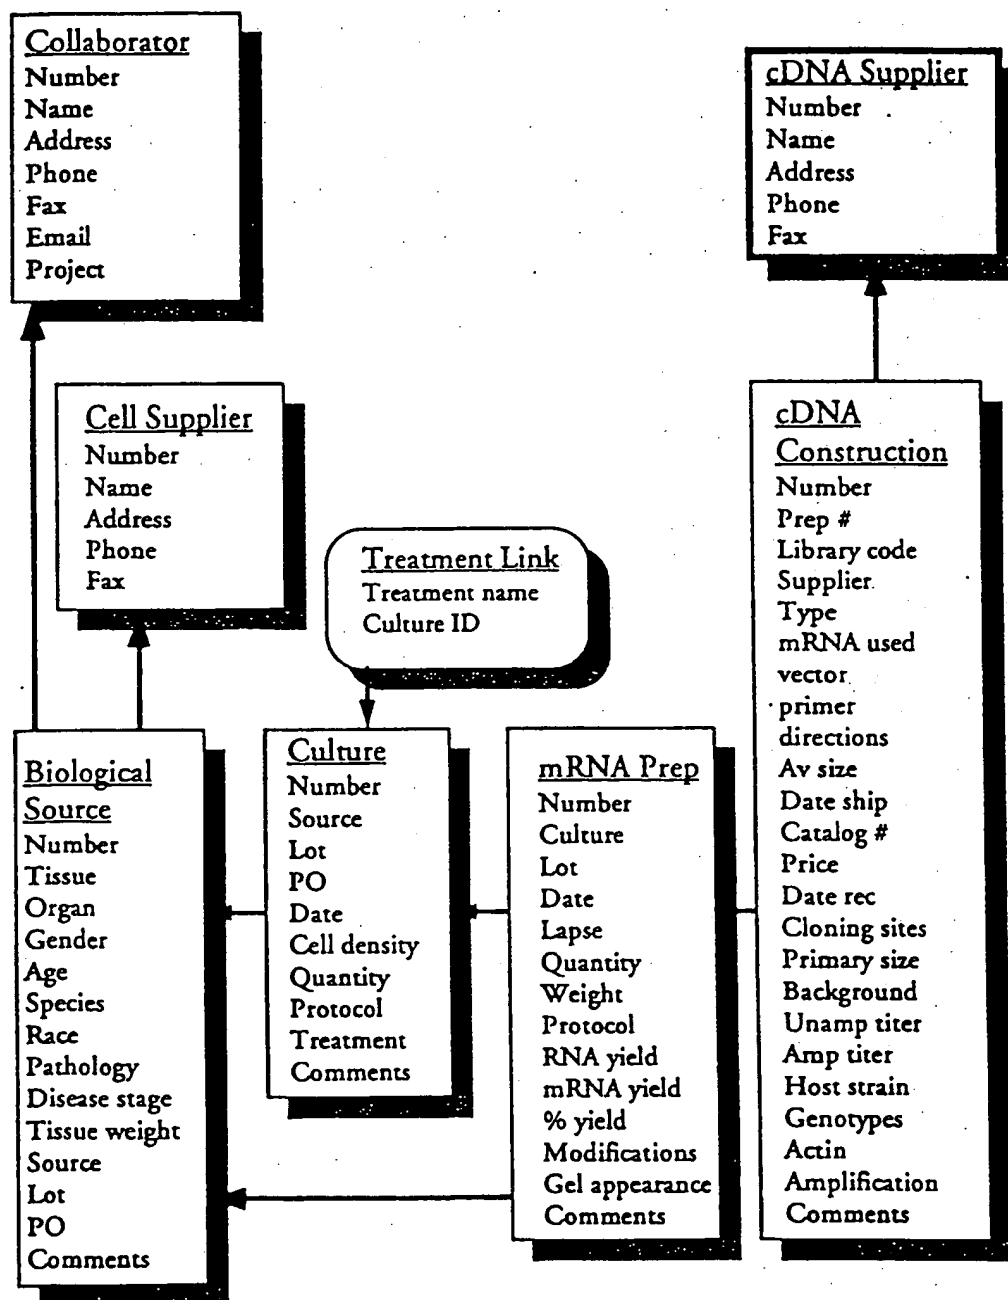 Collaborator
Number
Name
Address
Phone
Fax
Email
Project
cDNA Supplier
Number
Name
Address
Phone
Fax
Cell Supplier
Number
Name
Address
Phone
Fax
Treatment Link
Treatment name
Culture ID
Biological
Source
Number
Tissue
Organ
Gender
Age
Species
Race
Pathology
Disease stage
Tissue weight
Source
Lot
PO
Comments
Culture
Number
Source
Lot
PO
Date
Cell density
Quantity
Protocol
Treatment
Comments
mRNA Prep
Number
Culture
Lot
Date
Lapse
Quantity
Weight
Protocol
RNA yield
mRNA yield
% yield
Modifications
Gel appearance
Comments
cDNA
Construction
Number
Prep #
Library code
Supplier
Type
mRNA used
vector
primer
directions
Av size
Date ship
Catalog #
Price
Date rec
Cloning sites
Primary size
Background
Unamp titer
Amp titer
Host strain
Genotypes
Actin
Amplification
Comments